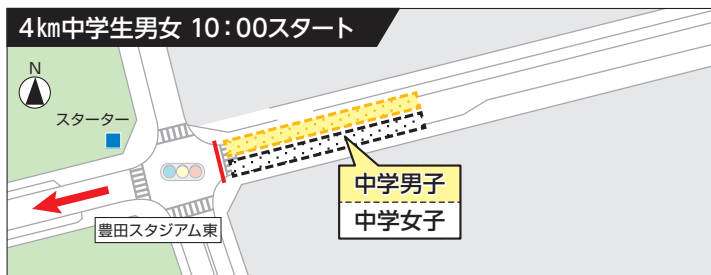 4km中学生男女 10：00スタート
N
スターター
中学男子
中学女子
豊田スタジアム東